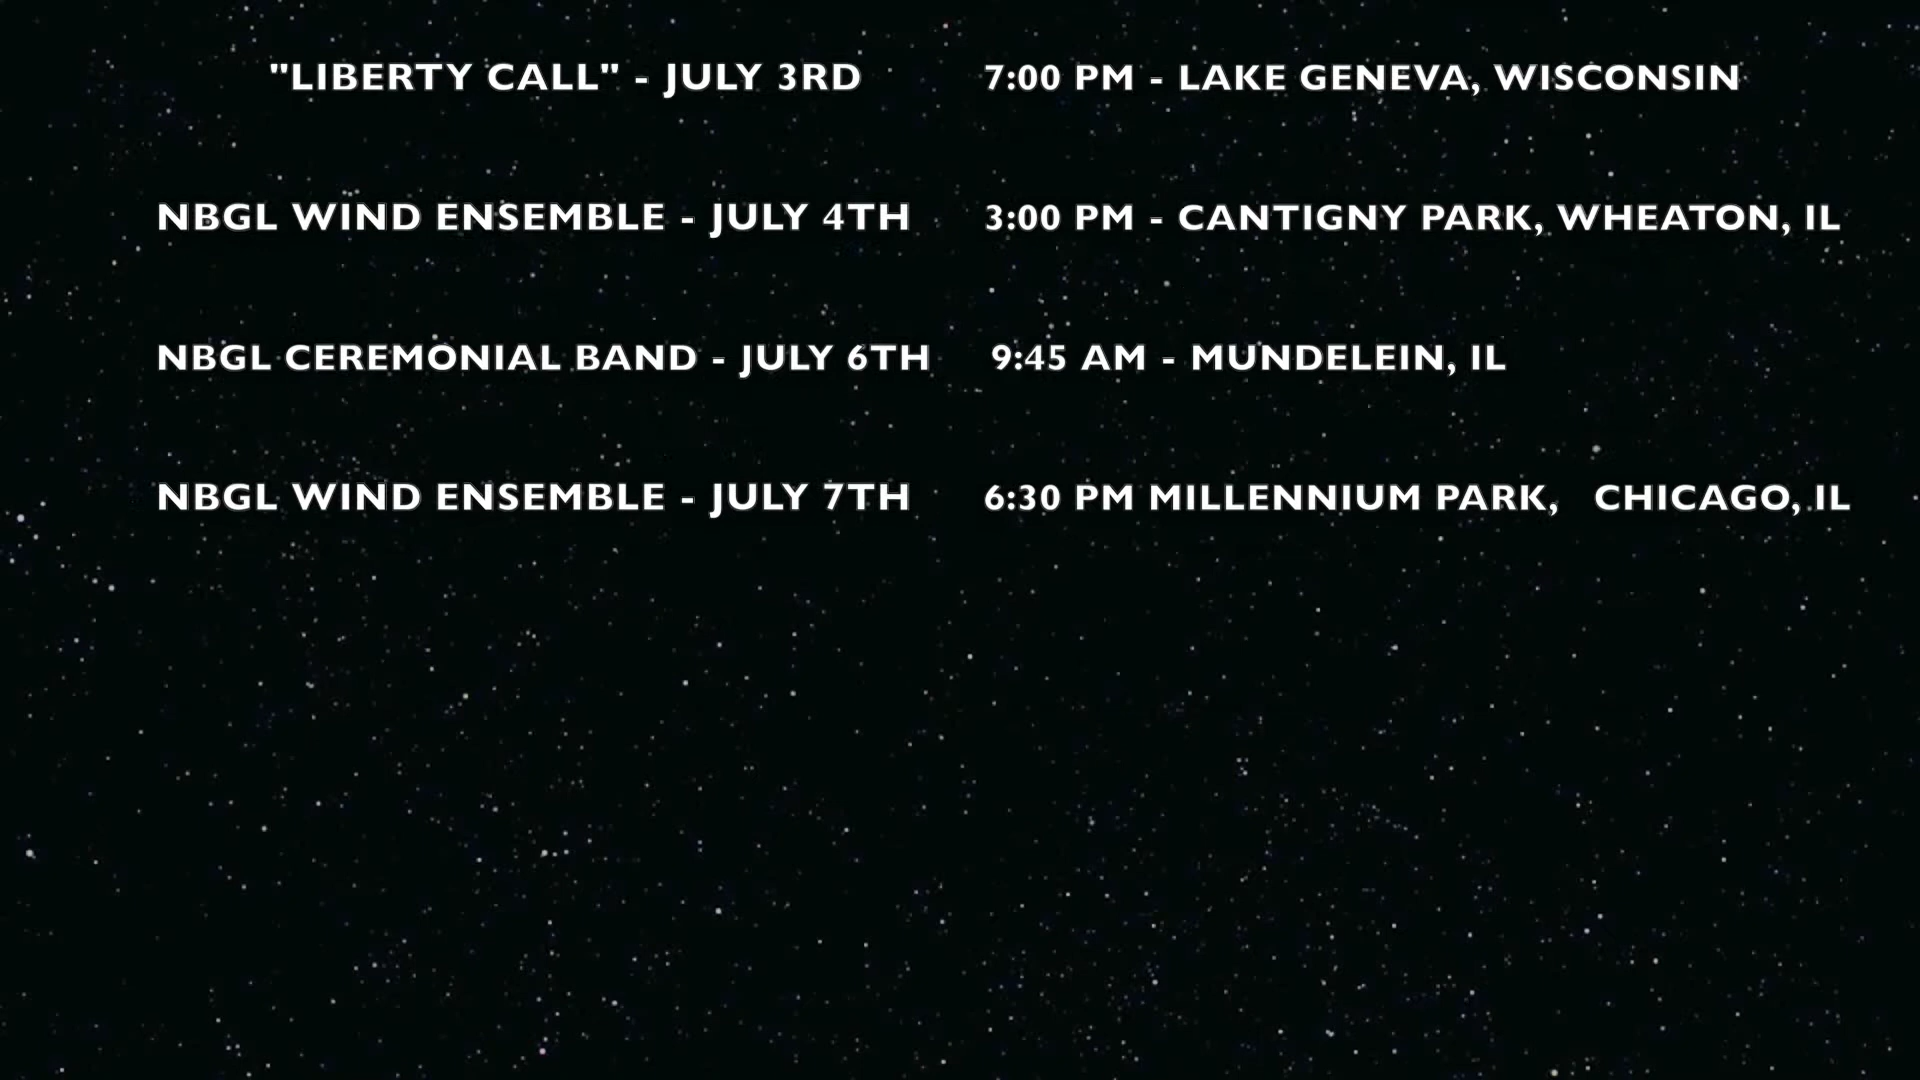 "LIBERTY CALL" - JULY 3RD 7:00 PM - LAKE GENEVA, WISCONSIN
NBGL WIND ENSEMBLE - JULY 4TH 3:00 PM - CANTIGNY PARK, WHEATON, IL
NBGL CEREMONIAL BAND - JULY 6TH 9:45 AM - MUNDELEIN, IL
NBGL WIND ENSEMBLE - JULY 7TH 6:30 PM MILLENNIUM PARK, CHICAGO, IL